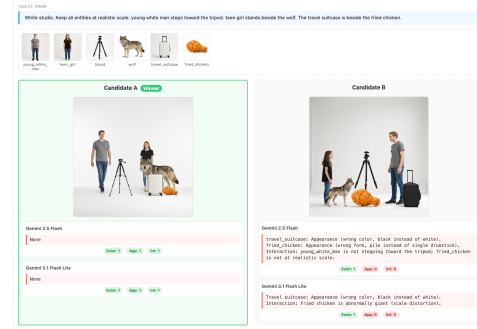 Task ID: 19686
White studio. Keep all entities at realistic scale. young white man steps toward the tripod. teen girl stands beside the wolf. The travel suitcase is beside the fried chicken.
young_white_
man
teen_girl
tripod
wolf
travel_suitcase
fried_chicken
Candidate A Winner
Gemini 2.5 Flash
None
Exist: 1 App: 1 Int: 1
Gemini 3.1 Flash Lite
None
Exist: 1 App: 1 Int: 1
Candidate B
Gemini 2.5 Flash
travel_suitcase: Appearance (wrong color, black instead of white).
fried_chicken: Appearance (wrong form, pile instead of single drumstick).
Interaction: young_white_man is not stepping toward the tripod; fried_chicken
is not at realistic scale.
Exist: 1 App: 0 Int: 0
Gemini 3.1 Flash Lite
Travel suitcase: Appearance (wrong color, black instead of white).
Interaction: Fried chicken is abnormally giant (scale distortion).
Exist: 1 App: 0 Int: 0